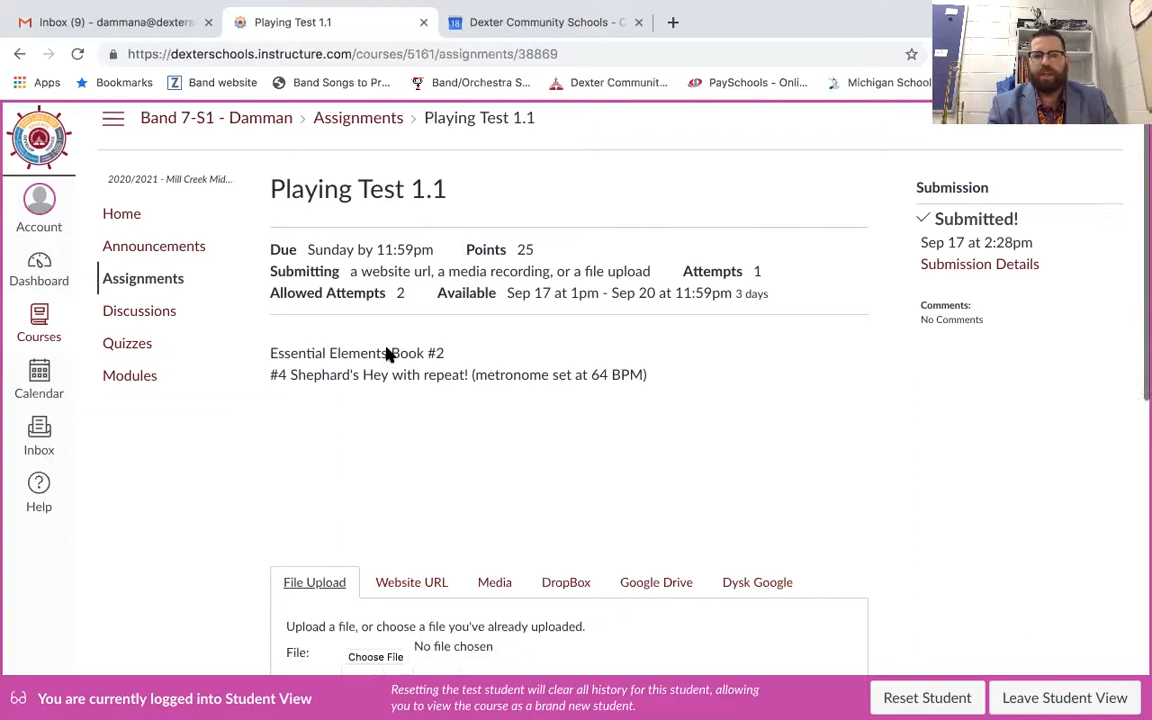 Inbox (9) - dammana@dexters
Playing Test 1.1
Dexter Community Schools - C
https://dexterschools.instructure.com/courses/5161/assignments/38869
Apps
Bookmarks
Band website
Band Songs to Pr...
Band/Orchestra S...
Dexter Communit...
PaySchools - Onli...
Michigan School
Band 7-S1 - Damman > Assignments > Playing Test 1.1
2020/2021 - Mill Creek Mid...
Account
Dashboard
Courses
Calendar
Inbox
Help
Home
Announcements
Assignments
Discussions
Quizzes
Modules
Playing Test 1.1
Due Sunday by 11:59pm Points 25
Submitting a website url, a media recording, or a file upload Attempts 1
Allowed Attempts 2 Available Sep 17 at 1pm - Sep 20 at 11:59pm 3 days
Essential Elements Book #2
#4 Shephard's Hey with repeat! (metronome set at 64 BPM)
File Upload Website URL Media DropBox Google Drive Dysk Google
Upload a file, or choose a file you've already uploaded.
File: Choose File No file chosen
Submission
Submitted!
Sep 17 at 2:28pm
Submission Details
Comments:
No Comments
You are currently logged into Student View
Resetting the test student will clear all history for this student, allowing
you to view the course as a brand new student.
Reset Student
Leave Student View